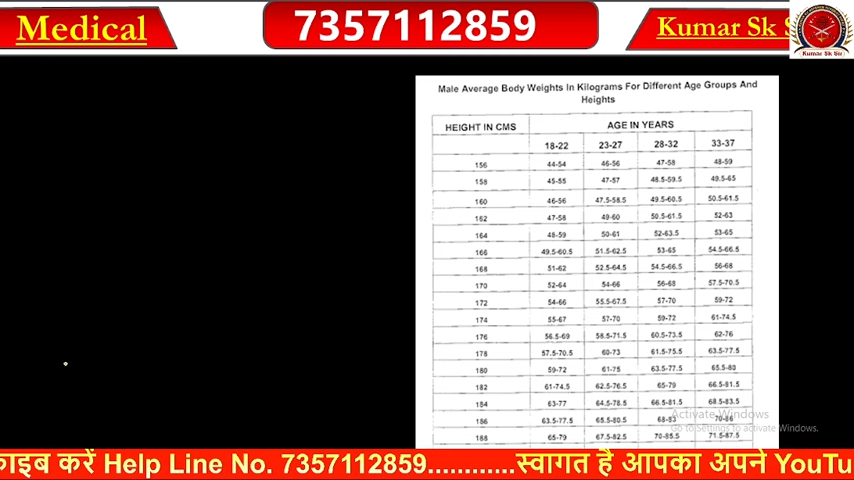 Medical
7357112859
Kumar Sk S
Kumar Sk Sir
Male Average Body Weights In Kilograms For Different Age Groups And
Heights
HEIGHT IN CMS AGE IN YEARS
18-22 23-27 28-32 33-37
156 44-54 46-56 47-58 48-59
158 45-55 47-57 48.5-59.5 49.5-65
160 46-56 47.5-58.5 49.5-60.5 50.5-61.5
162 47-58 49-60 50.5-61.5 52-63
164 48-59 50-61 52-63.5 53-65
166 49.5-60.5 51.5-62.5 53-65 54.5-66.5
168 51-62 52.5-64.5 54.5-66.5 56-68
170 52-64 54-66 56-68 57.5-70.5
172 54-66 55.5-67.5 57-70 59-72
174 55-67 57-70 59-72 61-74.5
176 56.5-69 58.5-71.5 60.5-73.5 62-76
178 57.5-70.5 60-73 61.5-75.5 63.5-77.5
180 59-72 61-75 63.5-77.5 65.5-80
182 61-74.5 62.5-76.5 65-79 66.5-81.5
184 63-77 64.5-78.5 66.5-81.5 68.5-83.5
186 63.5-77.5 65.5-80.5 68-83 70-86
188 65-79 67.5-82.5 70-85.5 71.5-87.5
Activate Windows
Go to Settings to activate Windows.
काइब करें Help Line No. 7357112859............स्वागत है आपका अपने YouTu